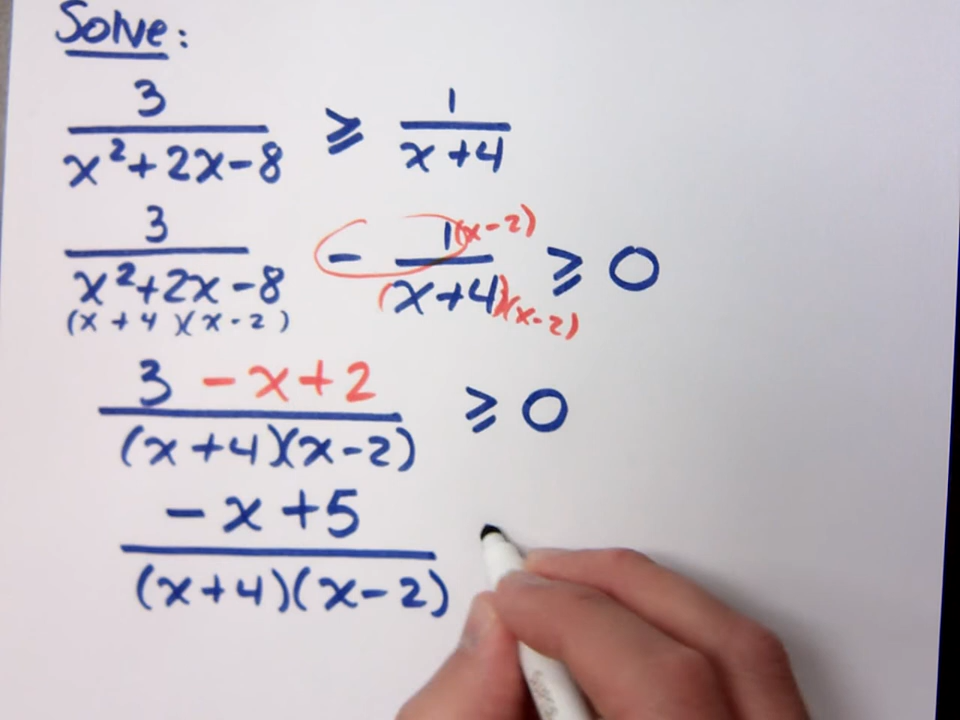 Solve:
3/(x²+2x-8) ≥ 1/(x+4)
3/(x²+2x-8) - 1(x-2)/(x+4)(x-2) ≥ 0
(x+4)(x-2)
(3-x+2)/((x+4)(x-2)) ≥ 0
(-x+5)/((x+4)(x-2))